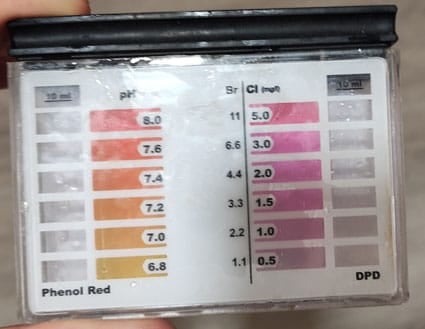 10 ml
pH
Br Cl (mg/l)
10 ml
8.0 11 5.0
7.6 6.6 3.0
7.4 4.4 2.0
7.2 3.3 1.5
7.0 2.2 1.0
6.8 1.1 0.5
Phenol Red
DPD